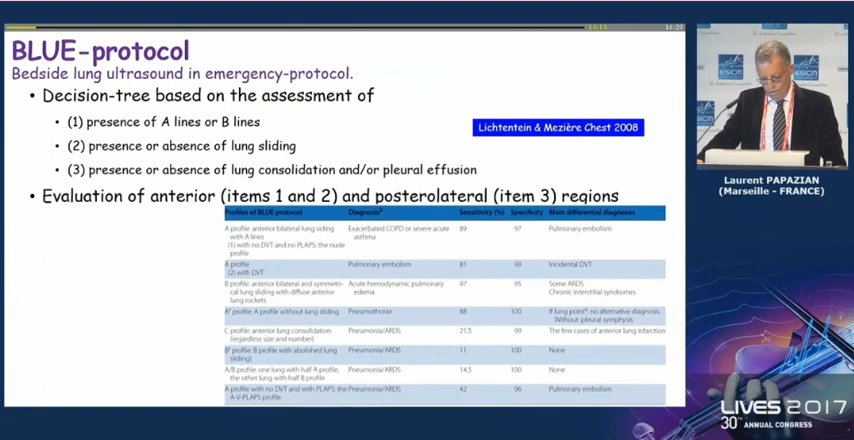 14:15
16:20
BLUE-protocol
Bedside lung ultrasound in emergency-protocol.
• Decision-tree based on the assessment of
• (1) presence of A lines or B lines
• (2) presence or absence of lung sliding
• (3) presence or absence of lung consolidation and/or pleural effusion
Lichtentein & Mezière Chest 2008
• Evaluation of anterior (items 1 and 2) and posterolateral (item 3) regions
Profiles of BLUE protocol Diagnosis Sensitivity (%) Specificity Main differential diagnoses
A profile: anterior bilateral lung sliding Exacerbated COPD or severe acute 89 97 Pulmonary embolism
with A lines asthma
(1) with no DVT and no PLAPS: the nude
profile
A profile Pulmonary embolism 81 99 Incidental DVT
(2) with DVT
B profile: anterior bilateral and symmetri- Acute hemodynamic pulmonary 97 95 Some ARDS
cal lung sliding with diffuse anterior edema Chronic interstitial syndromes
lung rockets
A' profile: A profile without lung sliding Pneumothorax 88 100 If lung point: no alternative diagnosis.
Without pleural symphysis
C profile: anterior lung consolidation Pneumonia/ARDS 21.5 99 The few cases of anterior lung infarction
(regardless size and number)
B' profile: B profile with abolished lung Pneumonia/ARDS 11 100 None
sliding)
A/B profile: one lung with half A profile, Pneumonia/ARDS 14.5 100 None
the other lung with half B profile
A profile with no DVT and with PLAPS: the Pneumonia/ARDS 42 96 Pulmonary embolism
A-V-PLAPS profile
ESICM
ESICM
Laurent PAPAZIAN
(Marseille - FRANCE)
LIVES 2017
30TH ANNUAL CONGRESS